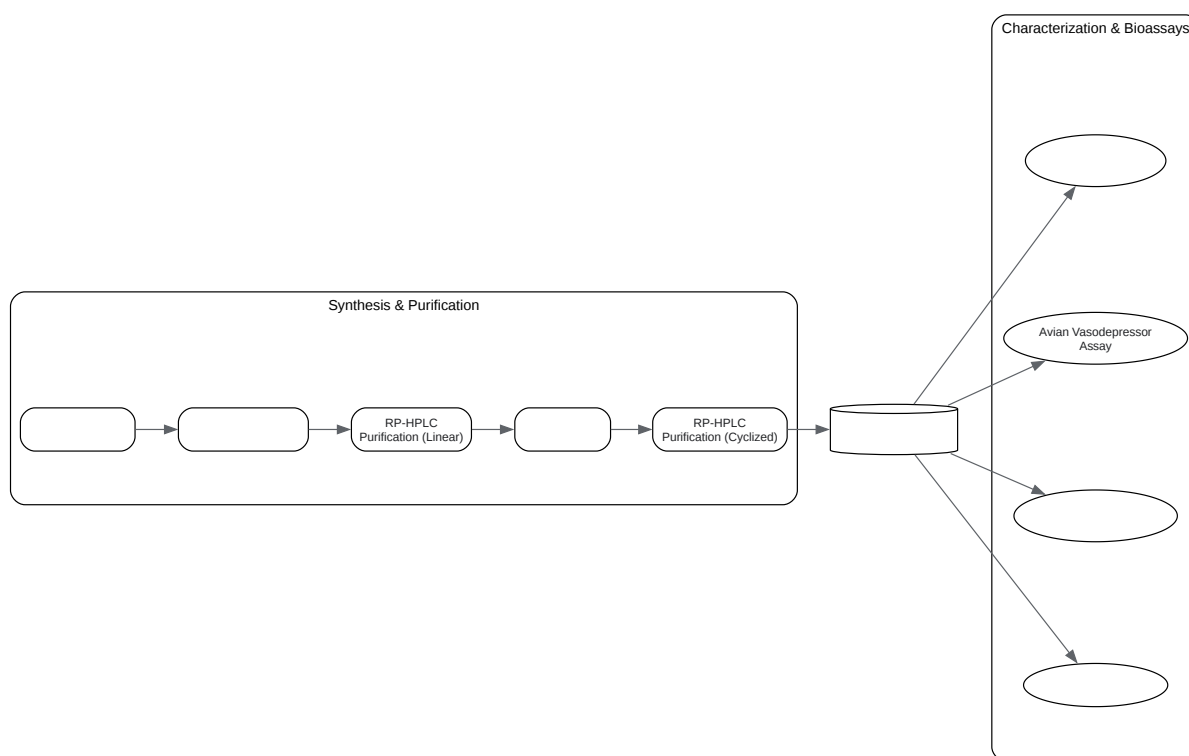 Characterization & Bioassays
Synthesis & Purification
Avian Vasodepressor
Assay
RP-HPLC
Purification (Linear)
RP-HPLC
Purification (Cyclized)